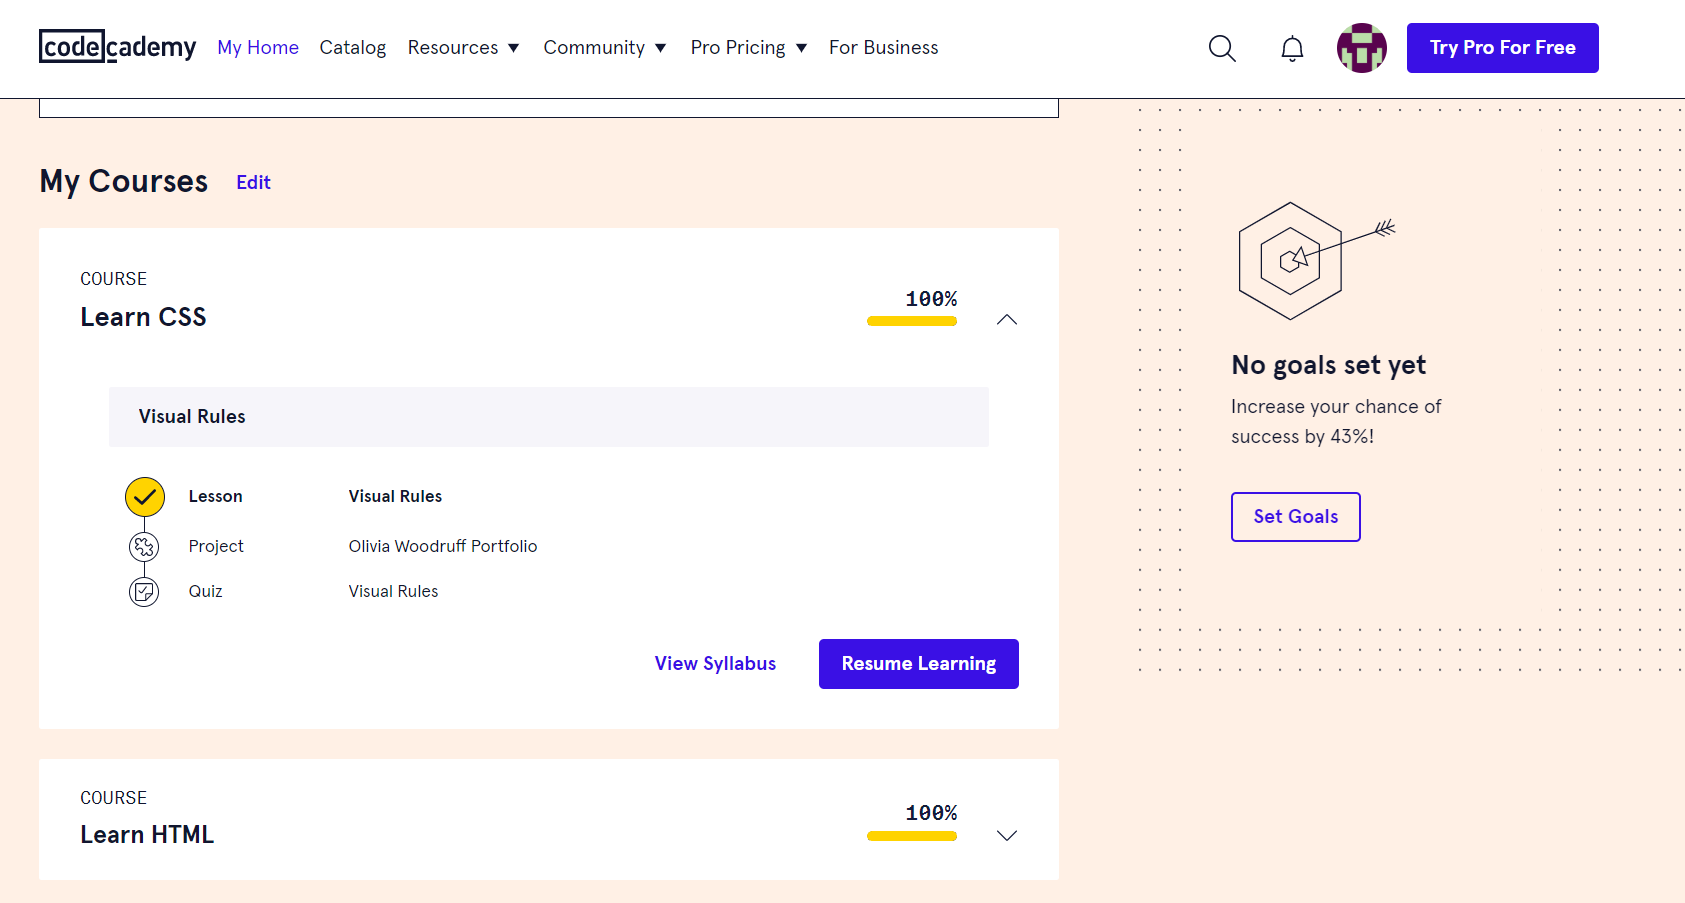 codecademy My Home Catalog Resources Community Pro Pricing For Business Try Pro For Free
My Courses Edit
COURSE
Learn CSS
100%
Visual Rules
Lesson Visual Rules
Project Olivia Woodruff Portfolio
Quiz Visual Rules
View Syllabus Resume Learning
COURSE
Learn HTML
100%
No goals set yet
Increase your chance of
success by 43%!
Set Goals